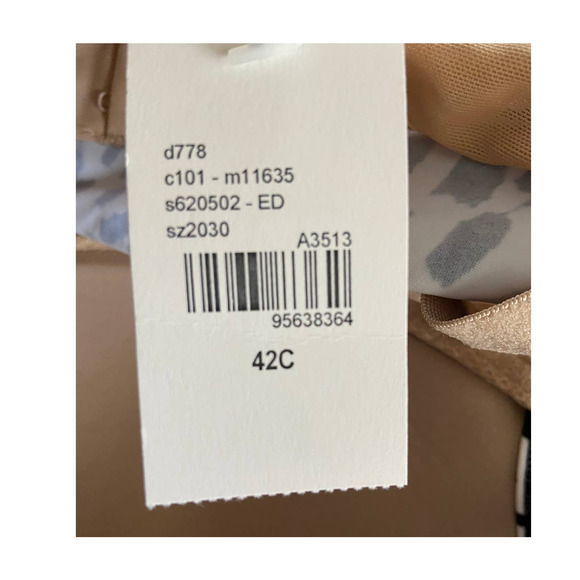 d778
c101 - m11635
s620502 - ED
sz2030
A3513
95638364
42C